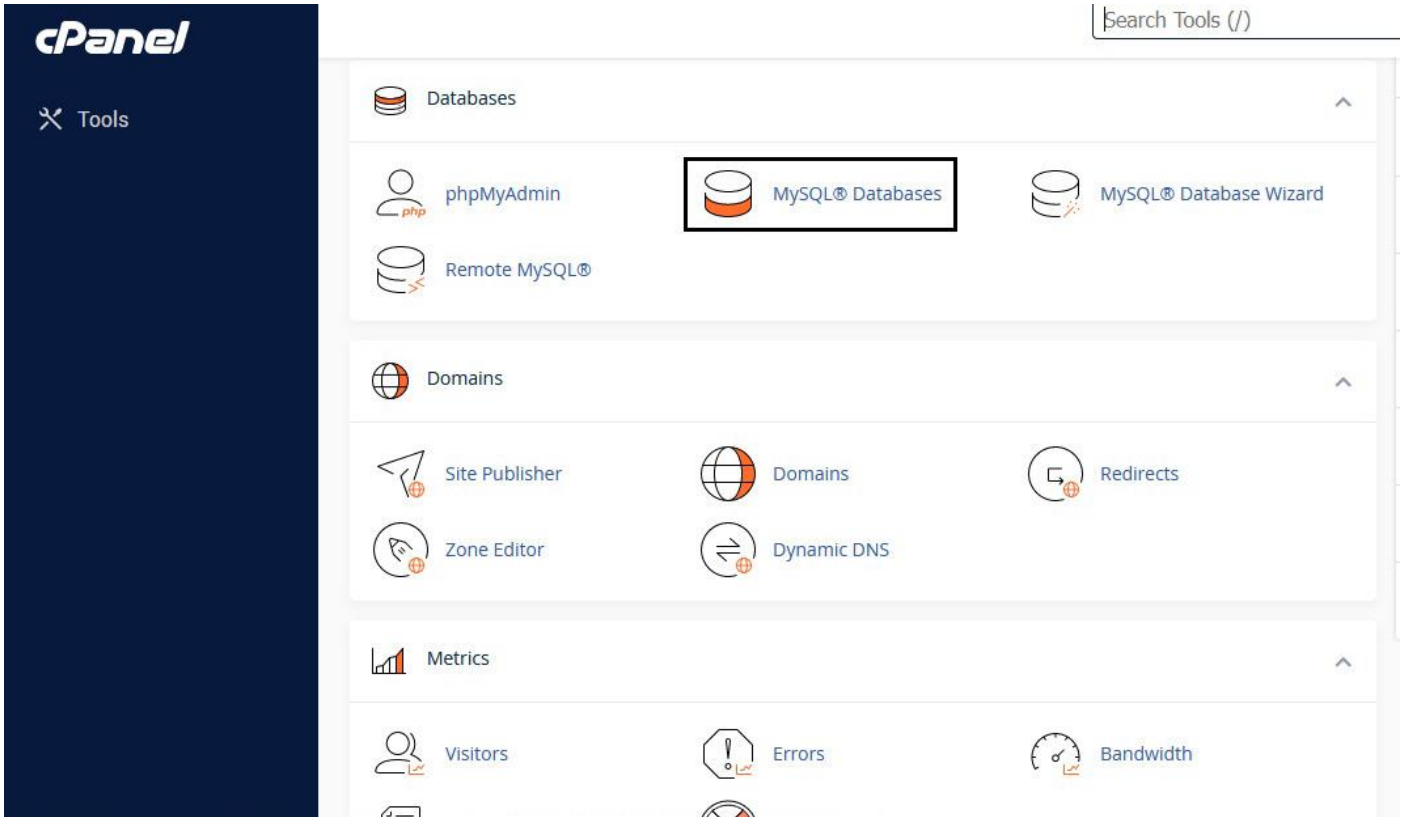 cPanel
Search Tools (/)
Tools
Databases
phpMyAdmin
php
MySQL® Databases
MySQL® Database Wizard
Remote MySQL®
Domains
Site Publisher
Domains
Redirects
Zone Editor
Dynamic DNS
Metrics
Visitors
Errors
Bandwidth